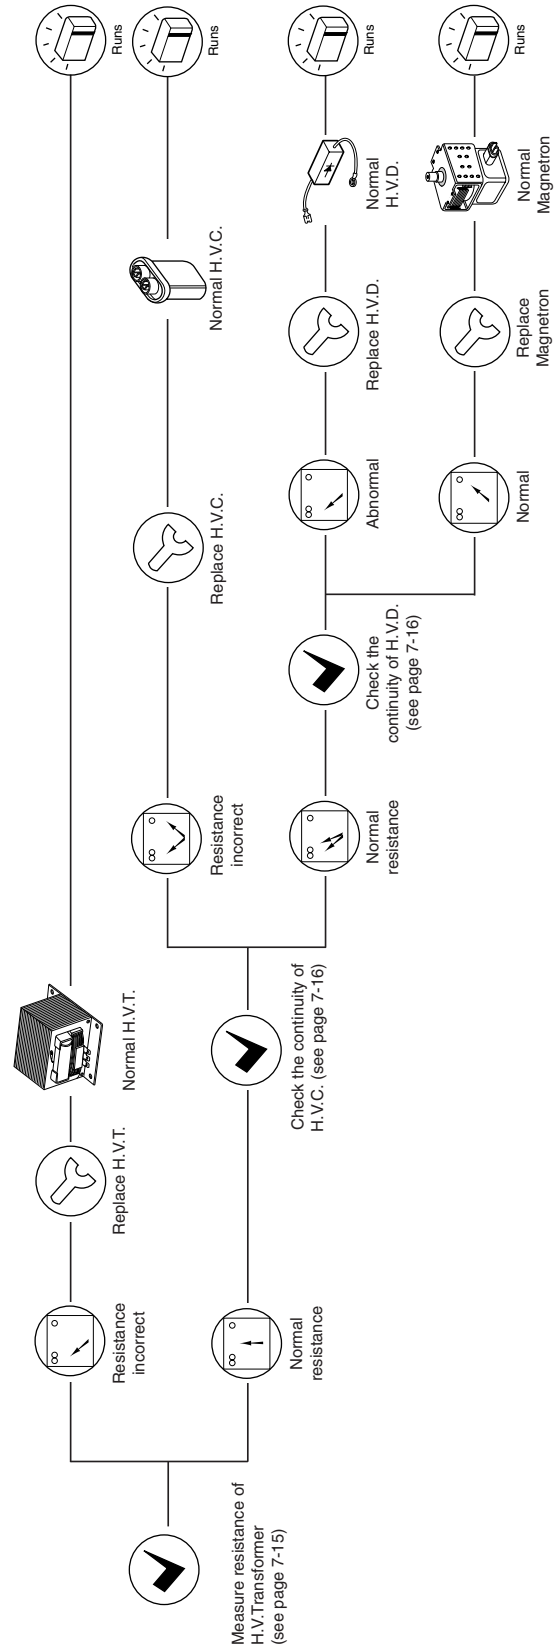 Measure resistance of
H.V.Transformer
(see page 7-15)
Resistance
incorrect
Replace H.V.T.
Normal H.V.T.
Runs
Normal
resistance
Check the continuity of
H.V.C. (see page 7-16)
Resistance
incorrect
Replace H.V.C.
Normal H.V.C.
Runs
Normal
resistance
Check the
continuity of H.V.D.
(see page 7-16)
Abnormal
Replace H.V.D.
Normal
H.V.D.
Runs
Normal
Replace
Magnetron
Normal
Magnetron
Runs